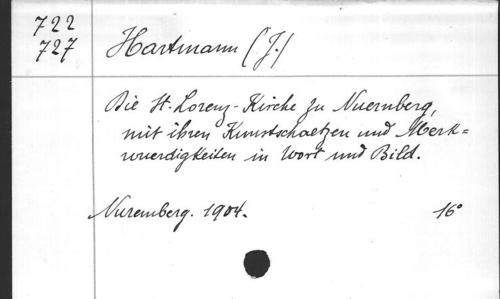 722
727
Hartmann (J.)
Die St. Lorenz-Kirche zu Nuernberg,
mit ihren Kunstschaetzen und Merk=
wuerdigkeiten in Wort und Bild.
Nuremberg. 1904. 16°